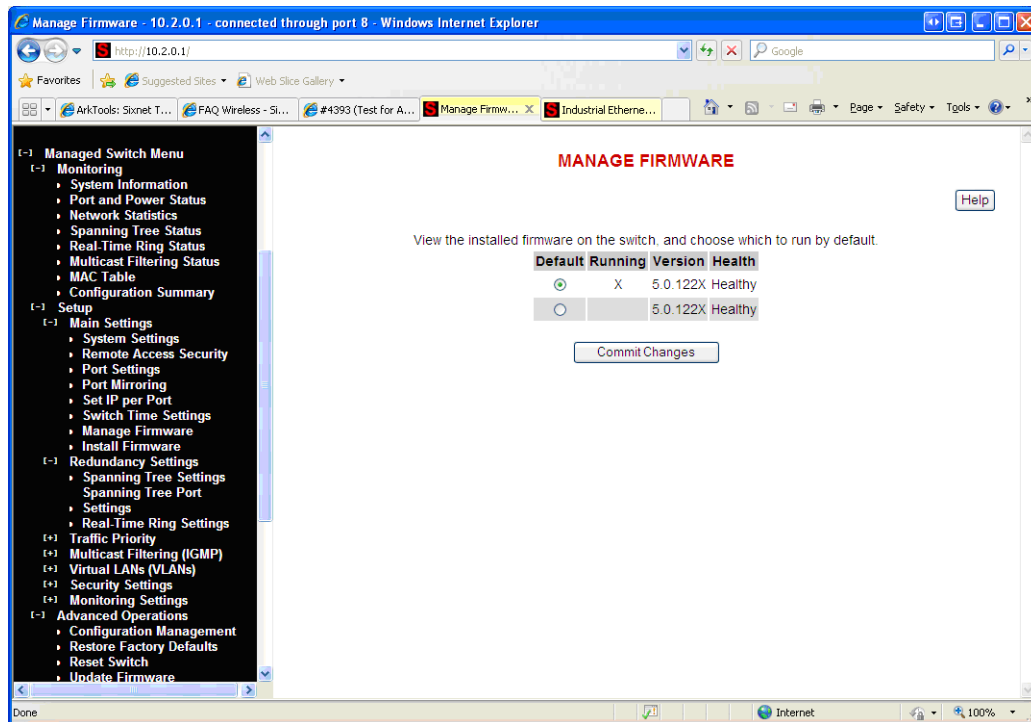 Manage Firmware - 10.2.0.1 - connected through port 8 - Windows Internet Explorer
http://10.2.0.1/
Google
Favorites
Suggested Sites
Web Slice Gallery
ArkTools: Sixnet T...
FAQ Wireless - Si...
#4393 (Test for A...
Manage Firmw...
Industrial Etherne...
Page
Safety
Tools
[-] Managed Switch Menu
[-] Monitoring
System Information
Port and Power Status
Network Statistics
Spanning Tree Status
Real-Time Ring Status
Multicast Filtering Status
MAC Table
Configuration Summary
[-] Setup
[-] Main Settings
System Settings
Remote Access Security
Port Settings
Port Mirroring
Set IP per Port
Switch Time Settings
Manage Firmware
Install Firmware
[-] Redundancy Settings
Spanning Tree Settings
Spanning Tree Port
Settings
Real-Time Ring Settings
[+] Traffic Priority
[+] Multicast Filtering (IGMP)
[+] Virtual LANs (VLANs)
[+] Security Settings
[+] Monitoring Settings
[-] Advanced Operations
Configuration Management
Restore Factory Defaults
Reset Switch
Update Firmware
MANAGE FIRMWARE
Help
View the installed firmware on the switch, and choose which to run by default.
Default Running Version Health
X 5.0.122X Healthy
5.0.122X Healthy
Commit Changes
Done
Internet
100%